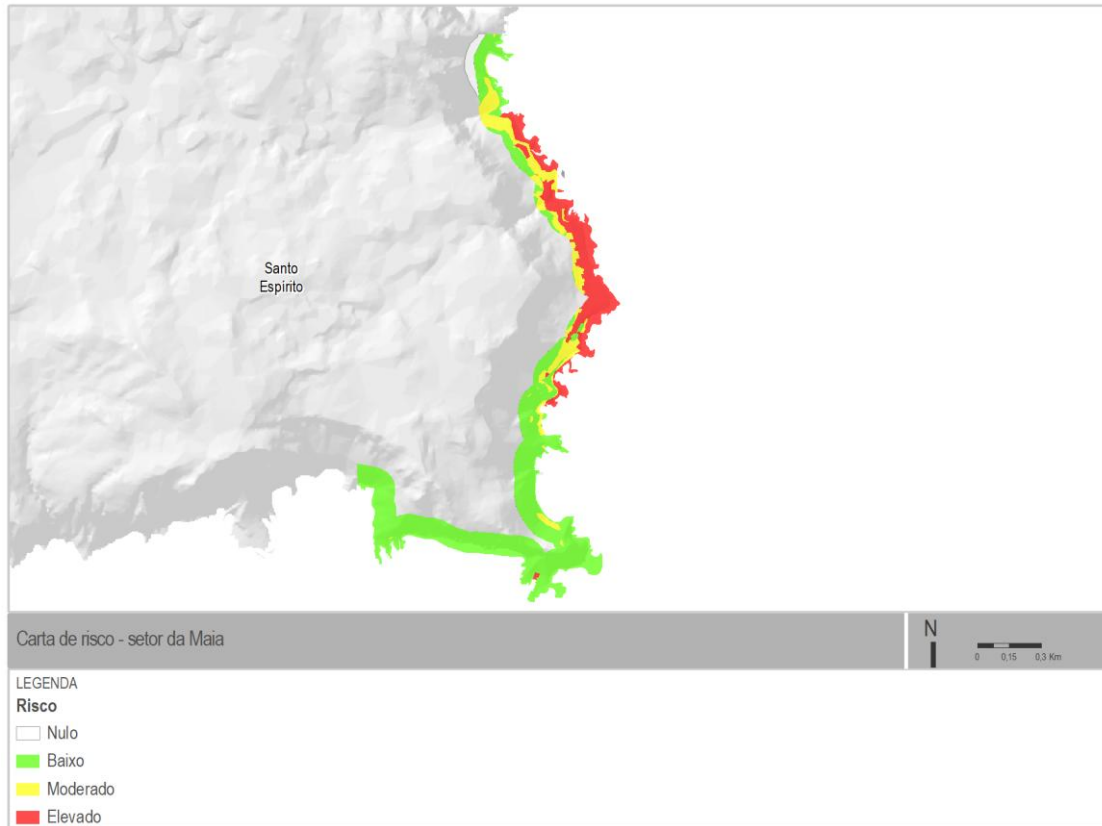 Santo
Espírito
Carta de risco - setor da Maia
N
0 0,15 0,3 Km
LEGENDA
Risco
Nulo
Baixo
Moderado
Elevado